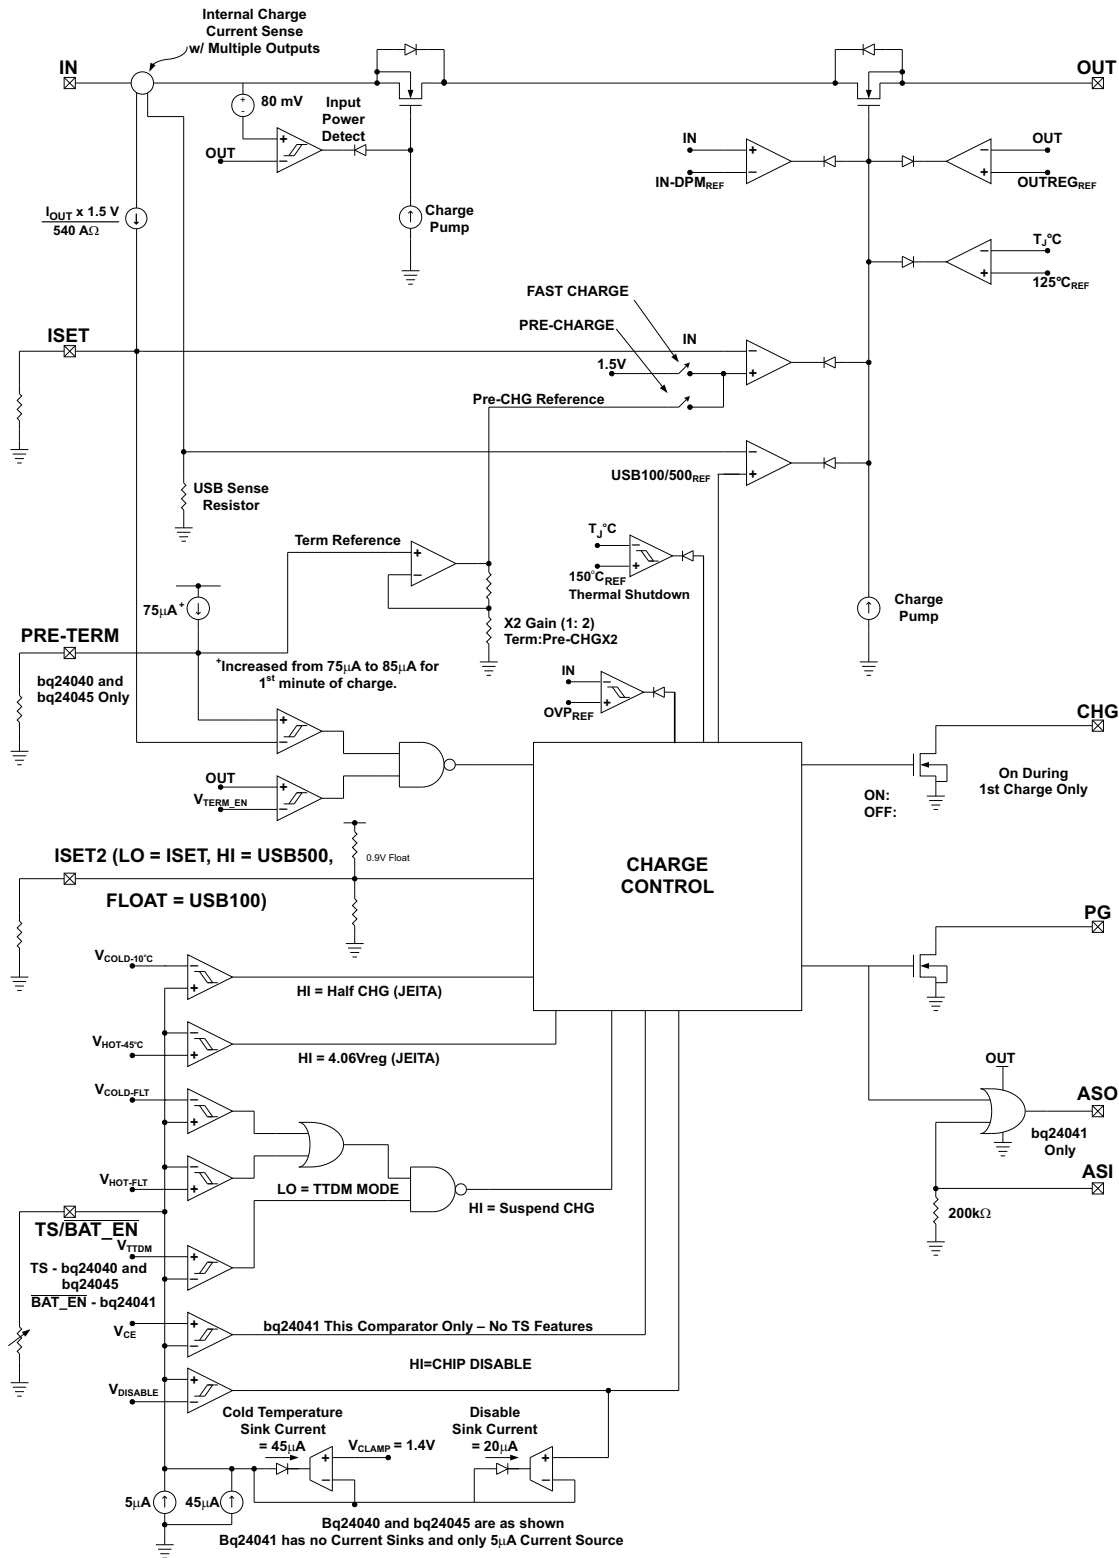 Internal Charge
Current Sense
w/ Multiple Outputs
IN
OUT
80 mV
+
-
Input
Power
Detect
OUT
+
–
IOUT x 1.5 V
540 AΩ
Charge
Pump
IN
IN-DPMREF
+
–
OUT
OUTREGREF
–
+
TJ°C
125°CREF
–
+
FAST CHARGE
PRE-CHARGE
ISET
IN
1.5V
–
+
Pre-CHG Reference
USB100/500REF
–
+
USB Sense
Resistor
Term Reference
+
–
TJ°C
150°CREF
–
+
Thermal Shutdown
75μA+
X2 Gain (1: 2)
Term:Pre-CHGX2
Charge
Pump
PRE-TERM
bq24040 and
bq24045 Only
+Increased from 75μA to 85μA for
1st minute of charge.
IN
OVPREF
–
+
+
–
OUT
VTERM_EN
+
–
CHG
On During
1st Charge Only
ON:
OFF:
ISET2 (LO = ISET, HI = USB500,
FLOAT = USB100)
0.9V Float
CHARGE
CONTROL
PG
VCOLD-10°C
–
+
HI = Half CHG (JEITA)
VHOT-45°C
–
+
HI = 4.06Vreg (JEITA)
VCOLD-FLT
–
+
VHOT-FLT
–
+
LO = TTDM MODE
HI = Suspend CHG
OUT
ASO
bq24041
Only
ASI
200kΩ
TS/BAT_EN
VTTDM
+
–
TS - bq24040 and
bq24045
BAT_EN - bq24041
VCE
+
–
bq24041 This Comparator Only – No TS Features
HI=CHIP DISABLE
VDISABLE
+
–
Cold Temperature
Sink Current
= 45μA
VCLAMP = 1.4V
+
–
Disable
Sink Current
= 20μA
+
–
5μA
45μA
Bq24040 and bq24045 are as shown
Bq24041 has no Current Sinks and only 5μA Current Source